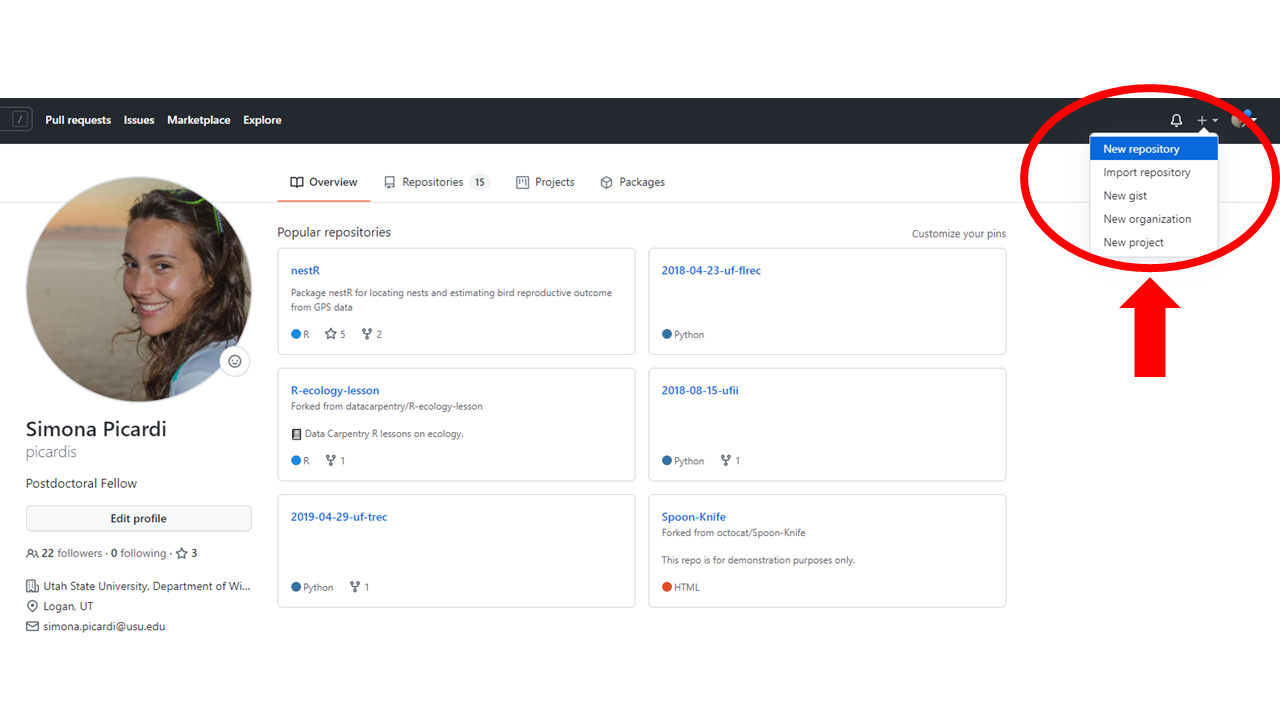 / Pull requests Issues Marketplace Explore
New repository
Import repository
New gist
New organization
New project
Overview Repositories 15 Projects Packages
Popular repositories Customize your pins
nestR
Package nestR for locating nests and estimating bird reproductive outcome
from GPS data
R 5 2
2018-04-23-uf-flrec
Python
R-ecology-lesson
Forked from datacarpentry/R-ecology-lesson
Data Carpentry R lessons on ecology.
R 1
2018-08-15-ufii
Python 1
2019-04-29-uf-trec
Python 1
Spoon-Knife
Forked from octocat/Spoon-Knife
This repo is for demonstration purposes only.
HTML
Simona Picardi
picardis
Postdoctoral Fellow
Edit profile
22 followers · 0 following · 3
Utah State University, Department of Wi...
Logan, UT
simona.picardi@usu.edu